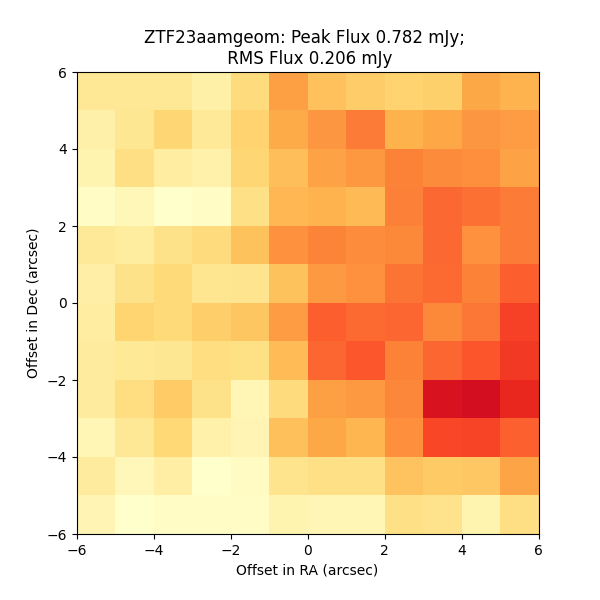 ZTF23aamgeom: Peak Flux 0.782 mJy;
RMS Flux 0.206 mJy
6
4
2
0
−2
−4
−6
Offset in Dec (arcsec)
−6 −4 −2 0 2 4 6
Offset in RA (arcsec)